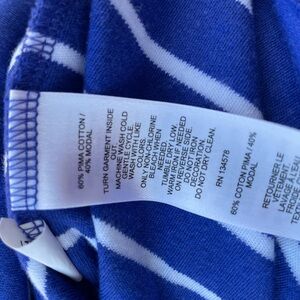 60% PIMA COTTON /
40% MODAL
TURN GARMENT INSIDE
OUT.
MACHINE WASH COLD
WASH WITH LIKE
COLORS.
ONLY NON-CHLORINE
BLEACH WHEN NEEDED
TUMBLE DRY LOW
WARM IRON IF NEEDED
ON REVERSE SIDE.
DO NOT IRON
DECORATION.
DO NOT DRY CLEAN.
RN 134578
60% COTON PIMA / 40%
MODAL
RETOURNER LE
VÊTEMENT